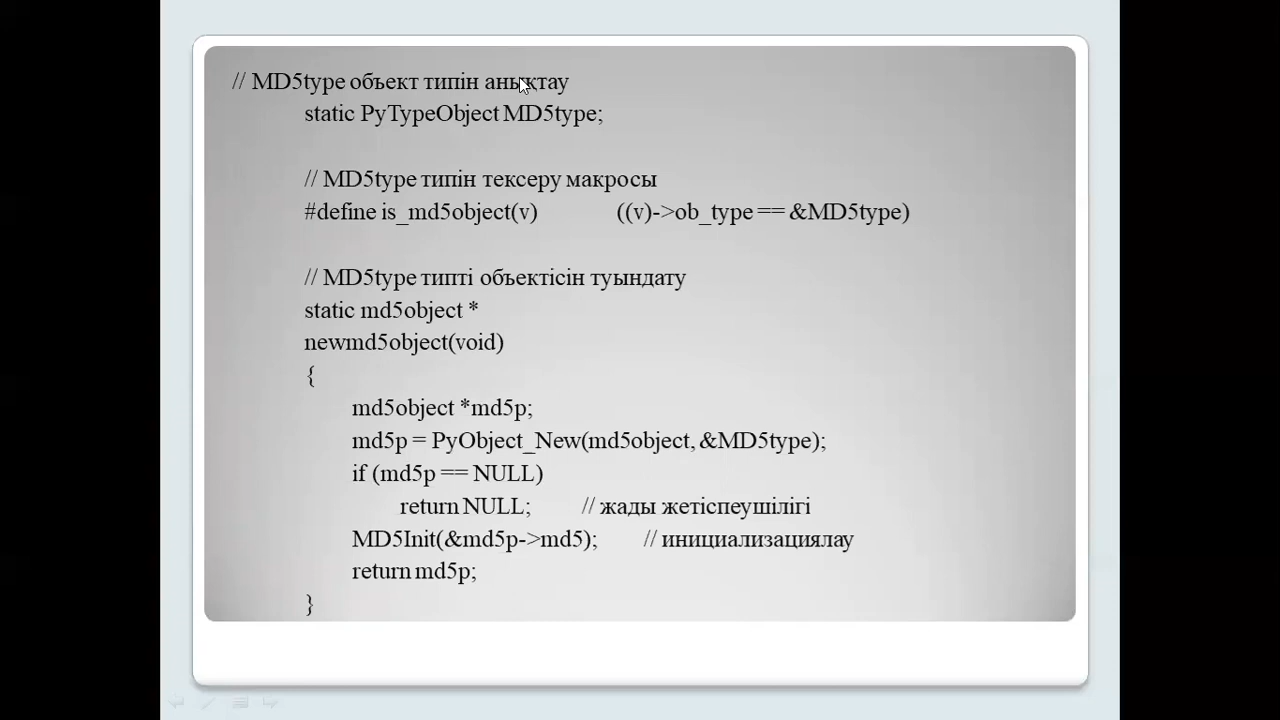 // MD5type объект типін анықтау
static PyTypeObject MD5type;
// MD5type типін тексеру макросы
#define is_md5object(v) ((v)->ob_type == &MD5type)
// MD5type типті объектісін туындату
static md5object *
newmd5object(void)
{
md5object *md5p;
md5p = PyObject_New(md5object, &MD5type);
if (md5p == NULL)
return NULL; // жады жетіспеушілігі
MD5Init(&md5p->md5); // инициализациялау
return md5p;
}